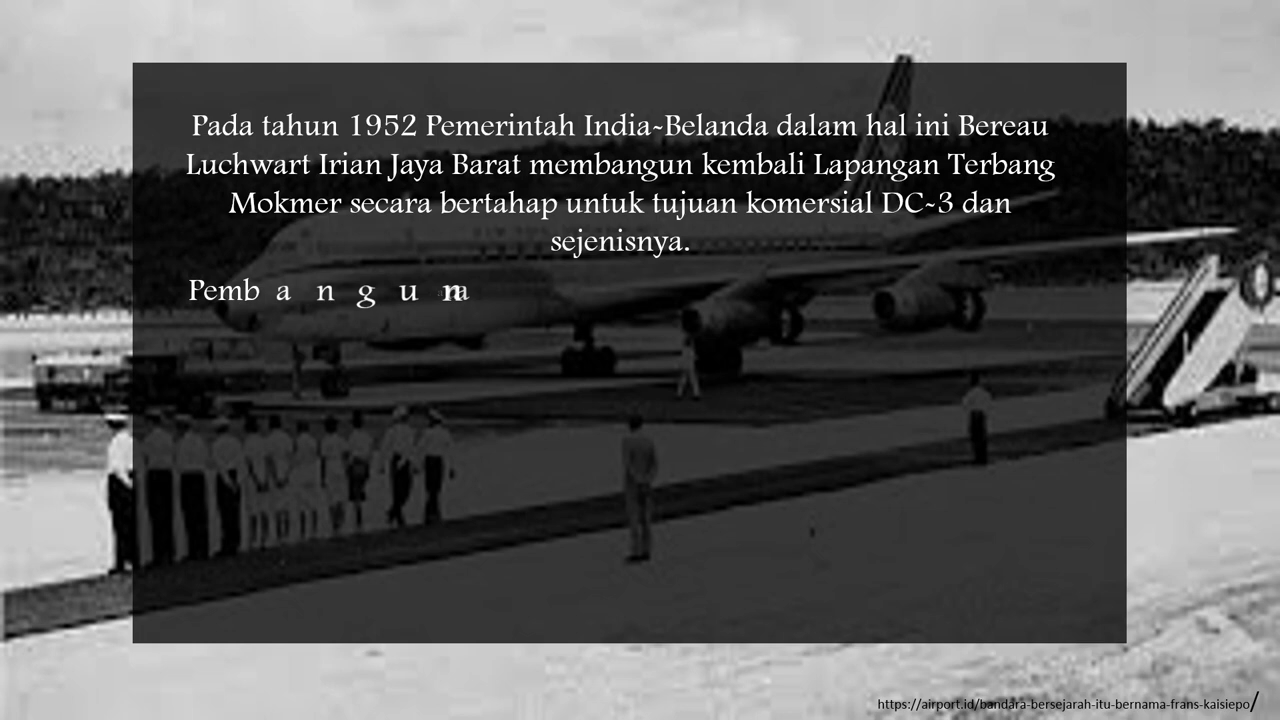 Pada tahun 1952 Pemerintah India-Belanda dalam hal ini Bereau
Luchwart Irian Jaya Barat membangun kembali Lapangan Terbang
Mokmer secara bertahap untuk tujuan komersial DC-3 dan
sejenisnya.
Pemb a n g u
https://airport.id/bandara-bersejarah-itu-bernama-frans-kaisiepo/